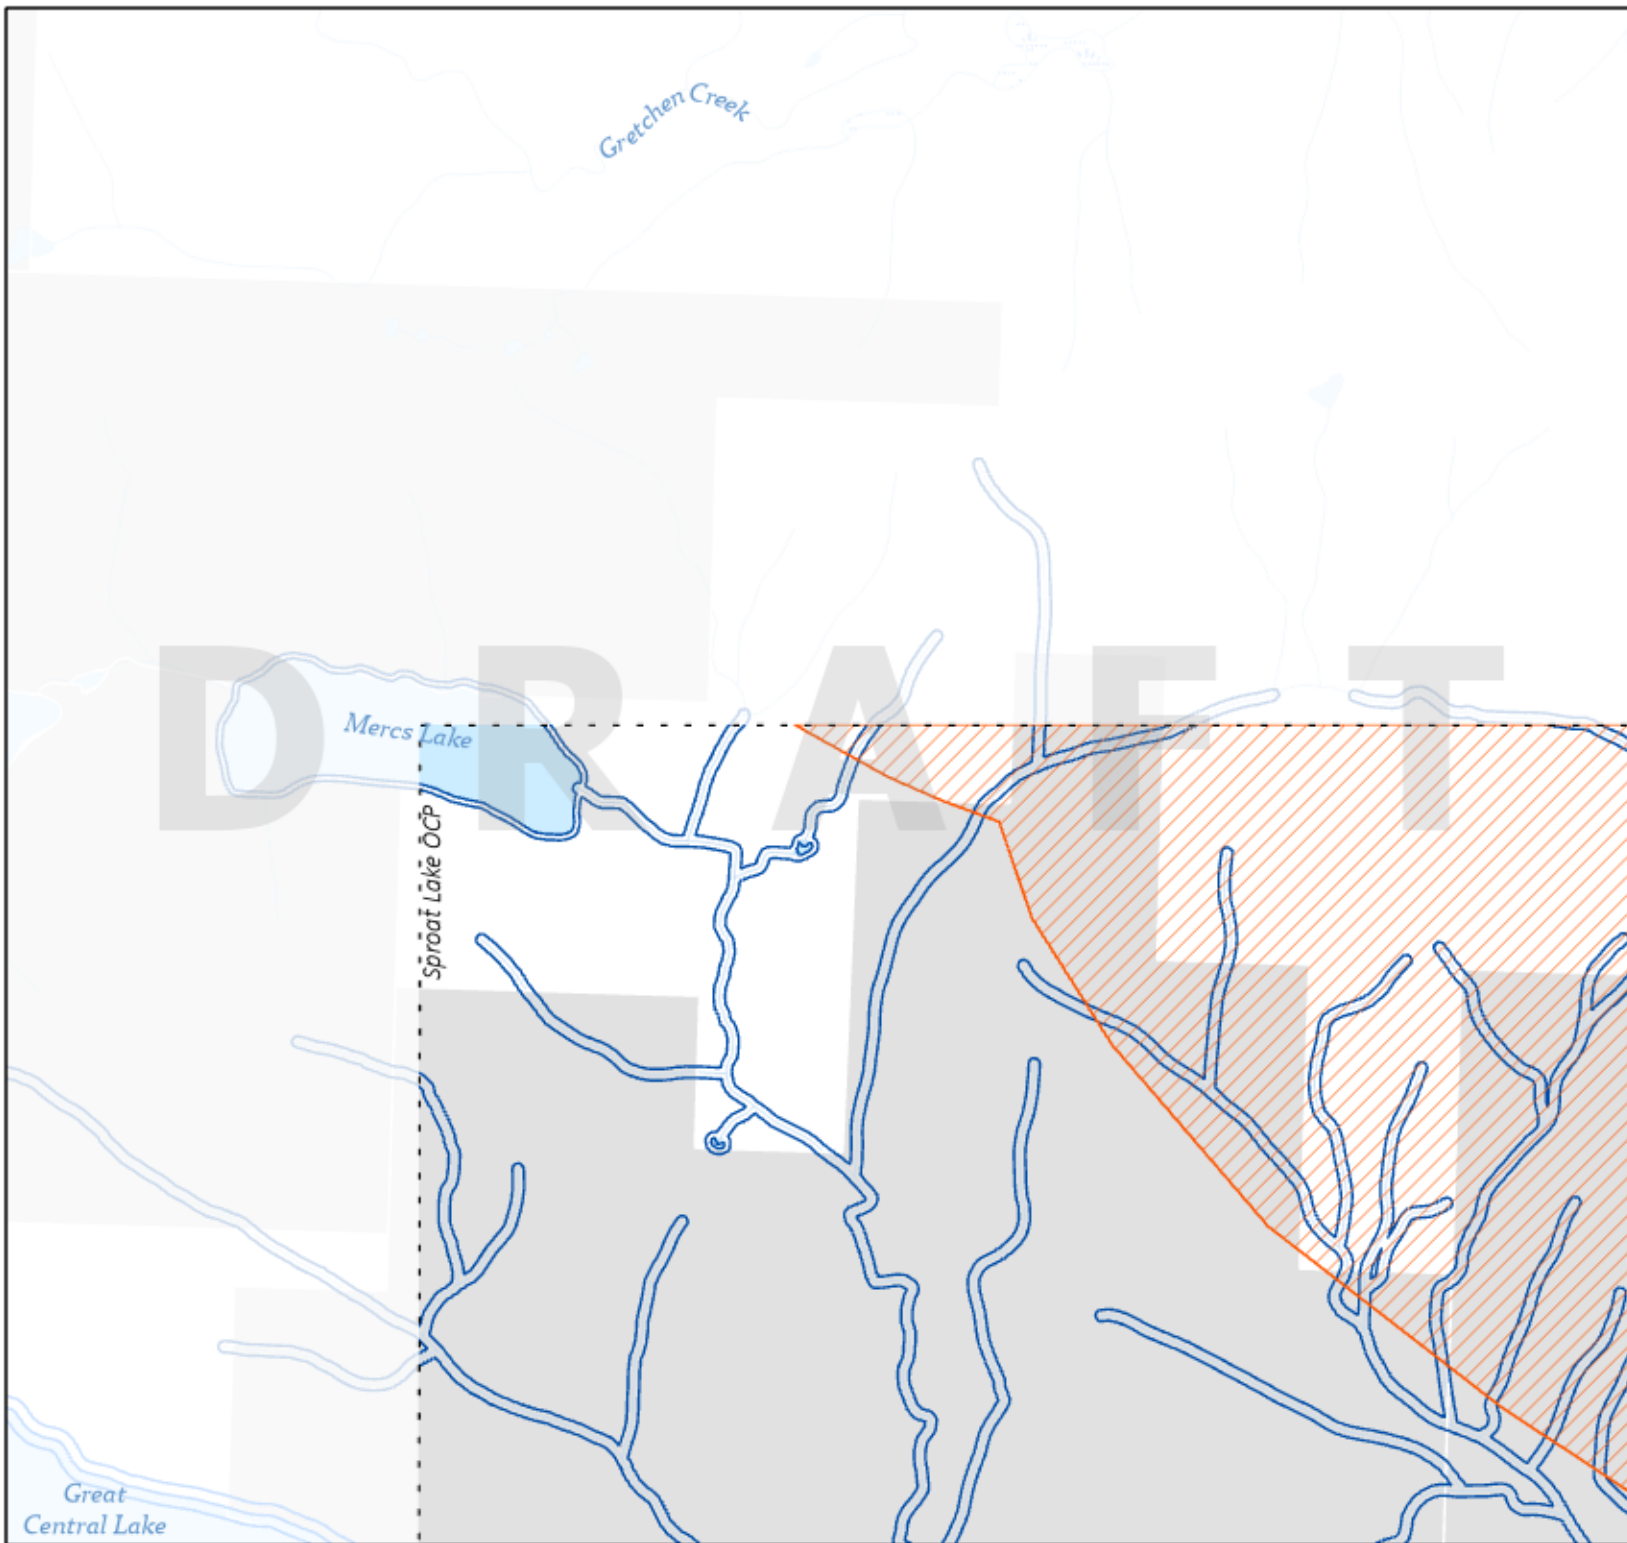 Gretchen Creek
DRAFT
Mercs Lake
Sproat Lake OCP
Great
Central Lake